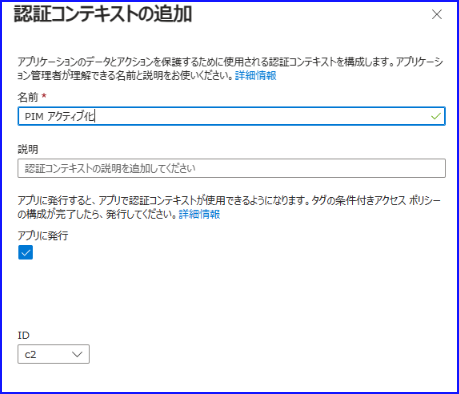 認証コンテキストの追加
アプリケーションのデータとアクションを保護するために使用される認証コンテキストを構成します。アプリケーシ
ョン管理者が理解できる名前と説明をお使いください。詳細情報
名前 *
PIM アクティブ化
説明
認証コンテキストの説明を追加してください
アプリに発行すると、アプリで認証コンテキストが使用できるようになります。タグの条件付きアクセス ポリシー
の構成が完了したら、発行してください。詳細情報
アプリに発行
ID
c2